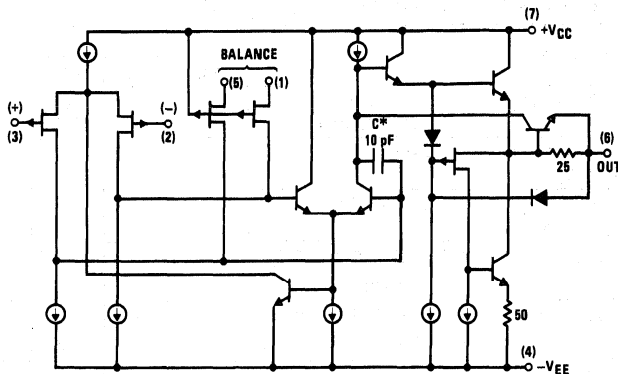 (7)
+VCC
BALANCE
(5)
(1)
(+)
(3)
(−)
(2)
C*
10 pF
(6)
OUT
25
50
(4)
−VEE